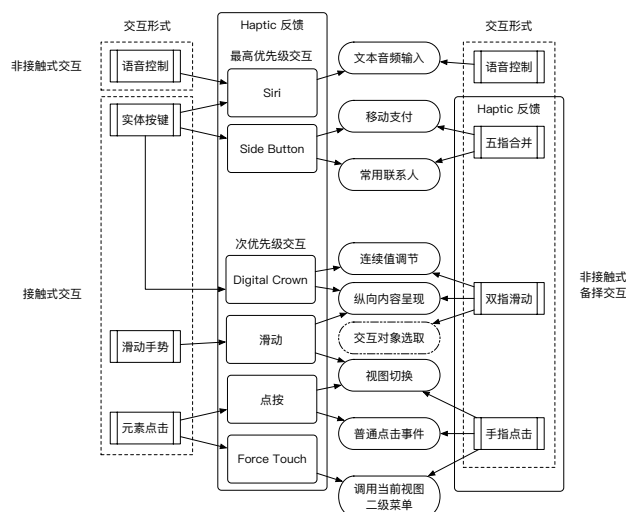 交互形式
Haptic 反馈
交互形式
非接触式交互
语音控制
最高优先级交互
文本音频输入
语音控制
Siri
实体按键
移动支付
Haptic 反馈
Side Button
五指合并
常用联系人
次优先级交互
连续值调节
Digital Crown
接触式交互
纵向内容呈现
双指滑动
非接触式
备择交互
滑动手势
滑动
交互对象选取
视图切换
点按
元素点击
普通点击事件
手指点击
Force Touch
调用当前视图
二级菜单